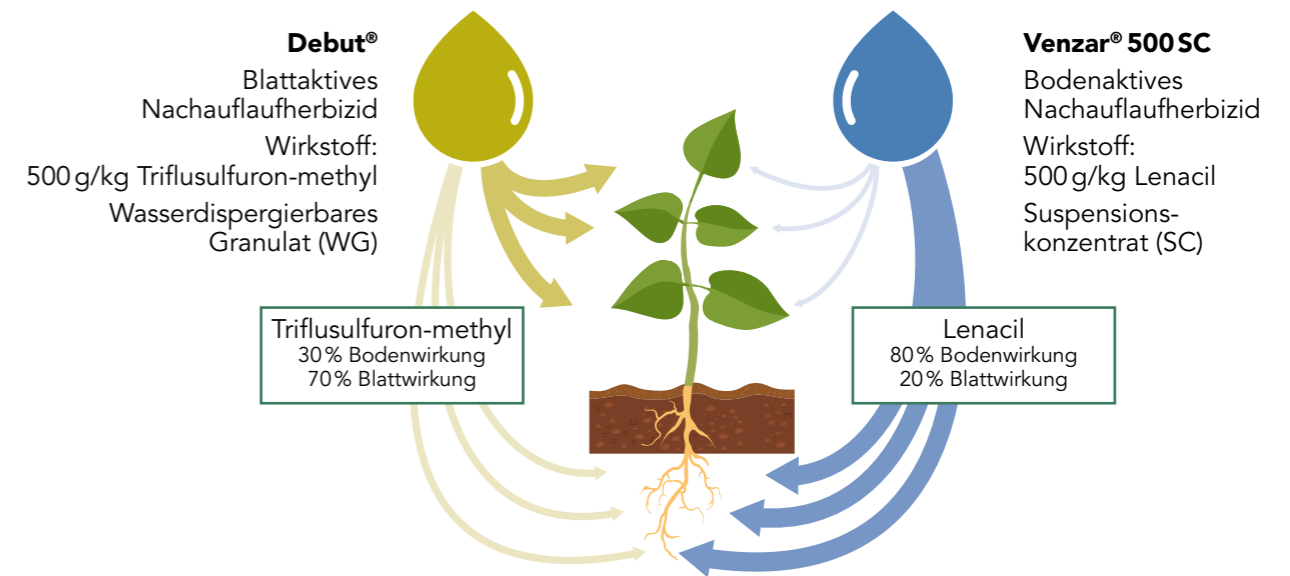 Debut®
Blattaktives
Nachauflaufherbizid
Wirkstoff:
500 g/kg Triflusulfuron-methyl
Wasserdispergierbares
Granulat (WG)
Venzar® 500 SC
Bodenaktives
Nachauflaufherbizid
Wirkstoff:
500 g/kg Lenacil
Suspensions-
konzentrat (SC)
Triflusulfuron-methyl
30 % Bodenwirkung
70 % Blattwirkung
Lenacil
80 % Bodenwirkung
20 % Blattwirkung